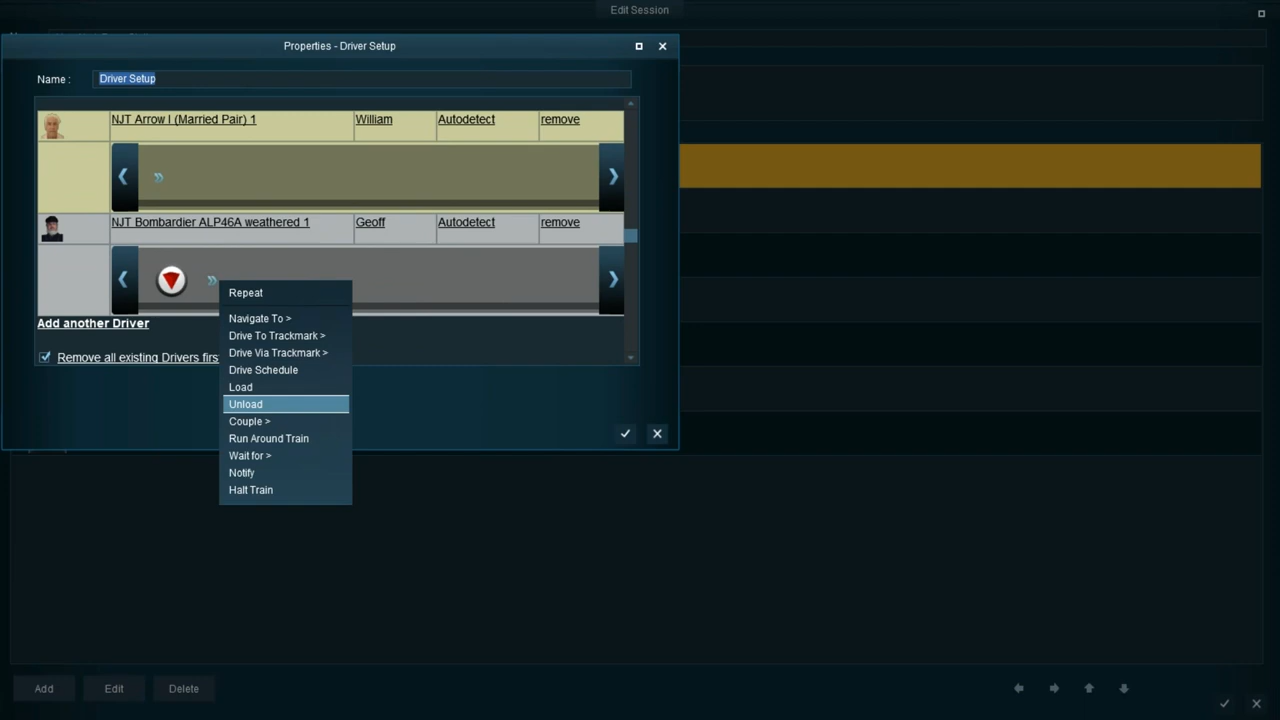 Edit Session
Properties - Driver Setup
Name :
Driver Setup
NJT Arrow I (Married Pair) 1
William
Autodetect
remove
NJT Bombardier ALP46A weathered 1
Geoff
Autodetect
remove
Add another Driver
Remove all existing Drivers first
Repeat
Navigate To >
Drive To Trackmark >
Drive Via Trackmark >
Drive Schedule
Load
Unload
Couple >
Run Around Train
Wait for >
Notify
Halt Train
Add
Edit
Delete